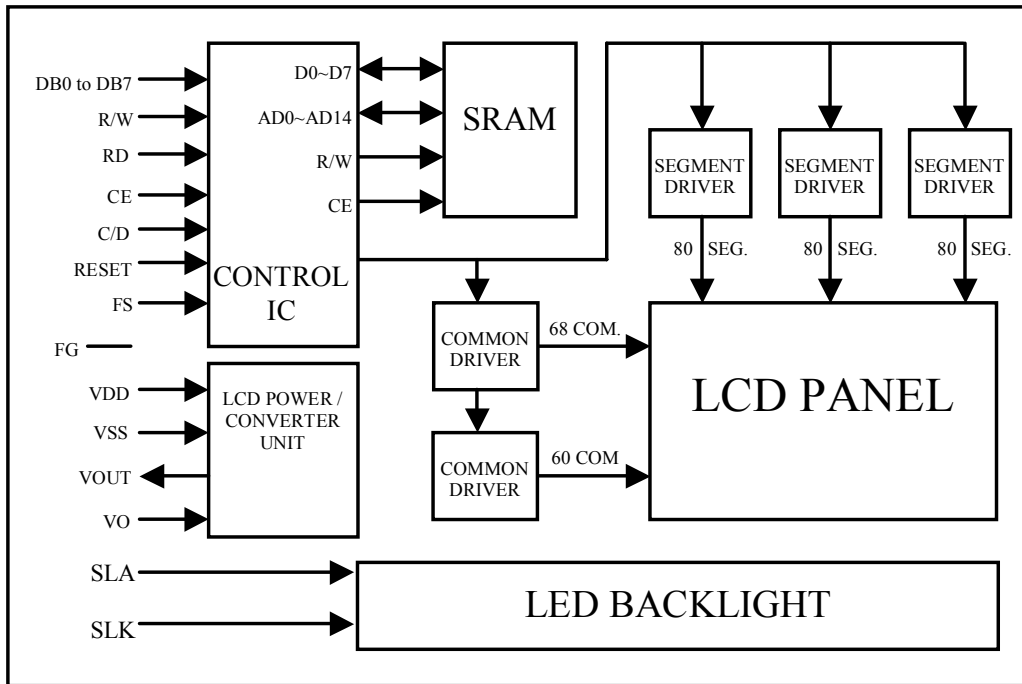 DB0 to DB7
R/W
RD
CE
C/D
RESET
FS
FG
VDD
VSS
VOUT
VO
SLA
SLK
D0~D7
AD0~AD14
R/W
CE
CONTROL
IC
SRAM
LCD POWER /
CONVERTER
UNIT
SEGMENT
DRIVER
SEGMENT
DRIVER
SEGMENT
DRIVER
80 SEG.
80 SEG.
80 SEG.
COMMON
DRIVER
68 COM.
COMMON
DRIVER
60 COM
LCD PANEL
LED BACKLIGHT